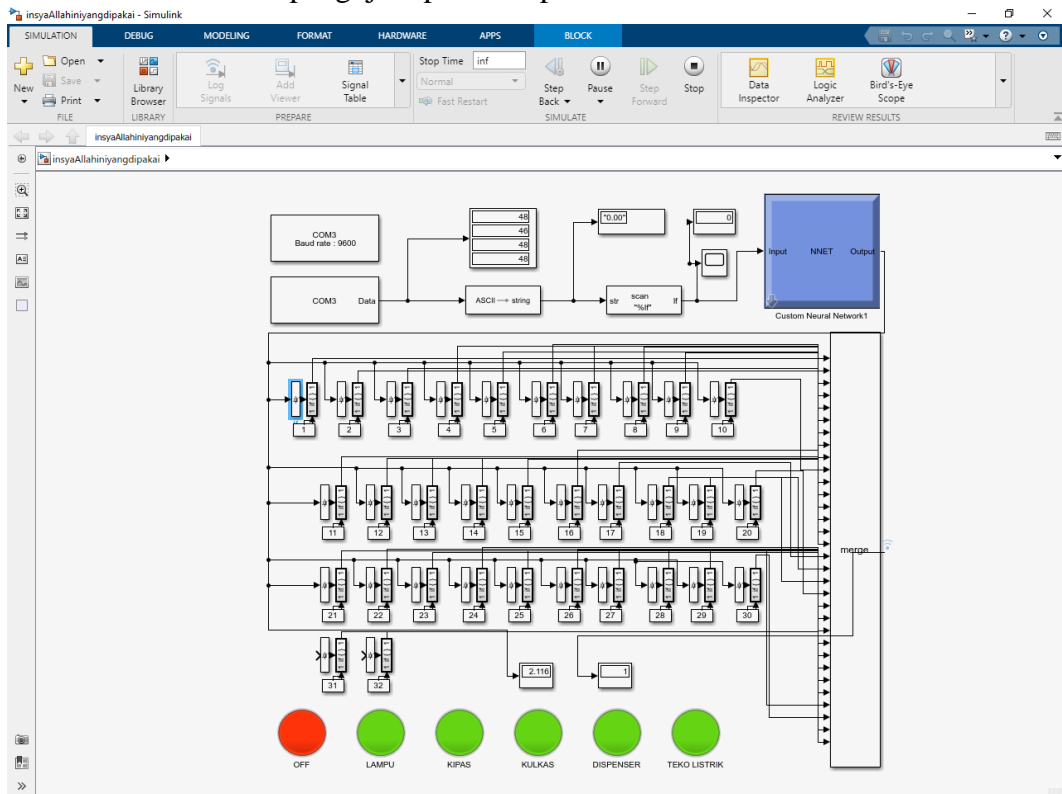 insyaAllahiniyangdipakai - Simulink
SIMULATION DEBUG MODELING FORMAT HARDWARE APPS BLOCK
New
Open
Save
Print
FILE
Library Browser
LIBRARY
Log Signals
Add Viewer
Signal Table
PREPARE
Stop Time inf
Normal
Fast Restart
Step Back
Pause
Step Forward
Stop
SIMULATE
Data Inspector
Logic Analyzer
Bird's-Eye Scope
REVIEW RESULTS
insyaAllahiniyangdipakai
insyaAllahiniyangdipakai
COM3
Baud rate : 9600
48
46
48
48
"0.00"
0
COM3 Data
ASCII → string
str scan "%lf" lf
Input NNET Output
Custom Neural Network1
1 2 3 4 5 6 7 8 9 10
11 12 13 14 15 16 17 18 19 20
merge
21 22 23 24 25 26 27 28 29 30
31 32
2.116
1
OFF LAMPU KIPAS KULKAS DISPENSER TEKO LISTRIK